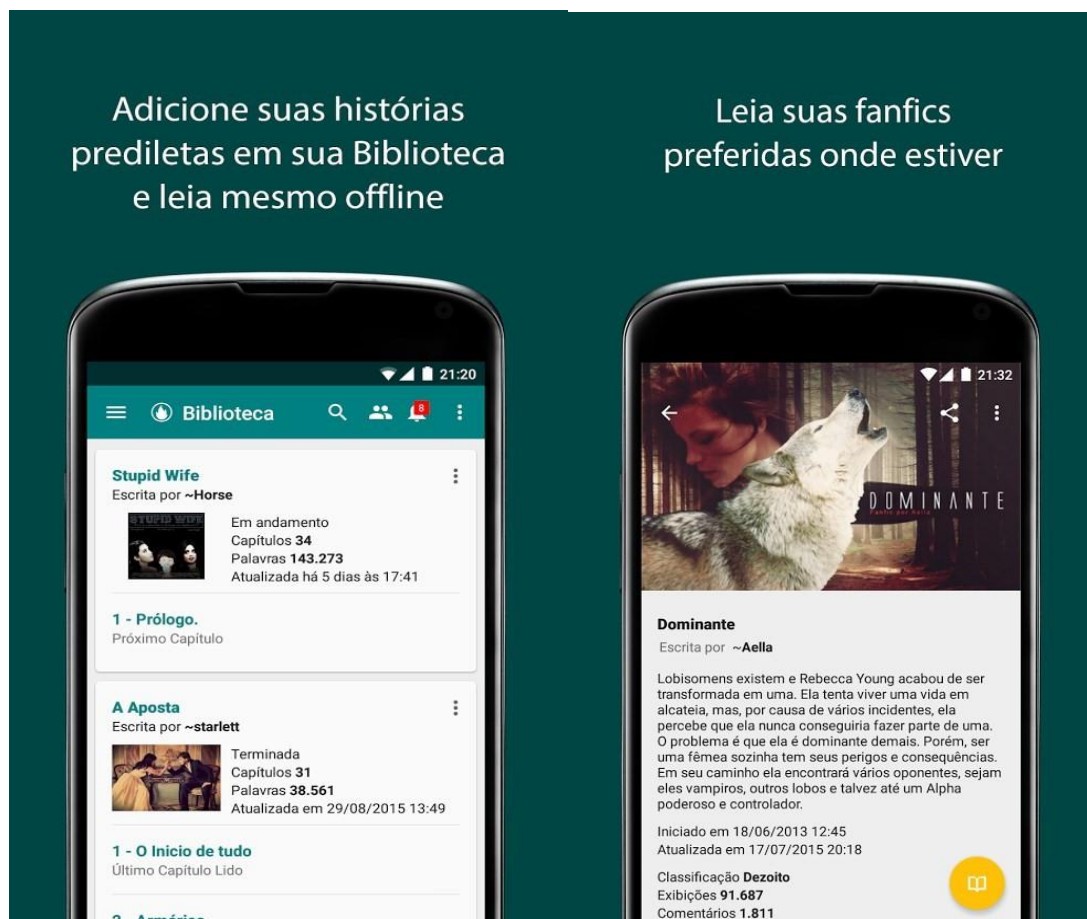 Adicione suas histórias
prediletas em sua Biblioteca
e leia mesmo offline
21:20
Biblioteca
8
Stupid Wife
Escrita por ~Horse
STUPID WIFE
Em andamento
Capítulos 34
Palavras 143.273
Atualizada há 5 dias às 17:41
1 - Prólogo.
Próximo Capítulo
A Aposta
Escrita por ~starlett
Terminada
Capítulos 31
Palavras 38.561
Atualizada em 29/08/2015 13:49
1 - O Inicio de tudo
Último Capítulo Lido
Leia suas fanfics
preferidas onde estiver
21:32
DOMINANTE
Fanfic por Aella
Dominante
Escrita por ~Aella
Lobisomens existem e Rebecca Young acabou de ser
transformada em uma. Ela tenta viver uma vida em
alcateia, mas, por causa de vários incidentes, ela
percebe que ela nunca conseguiria fazer parte de uma.
O problema é que ela é dominante demais. Porém, ser
uma fêmea sozinha tem seus perigos e consequências.
Em seu caminho ela encontrará vários oponentes, sejam
eles vampiros, outros lobos e talvez até um Alpha
poderoso e controlador.
Iniciado em 18/06/2013 12:45
Atualizada em 17/07/2015 20:18
Classificação Dezoito
Exibições 91.687
Comentários 1.811